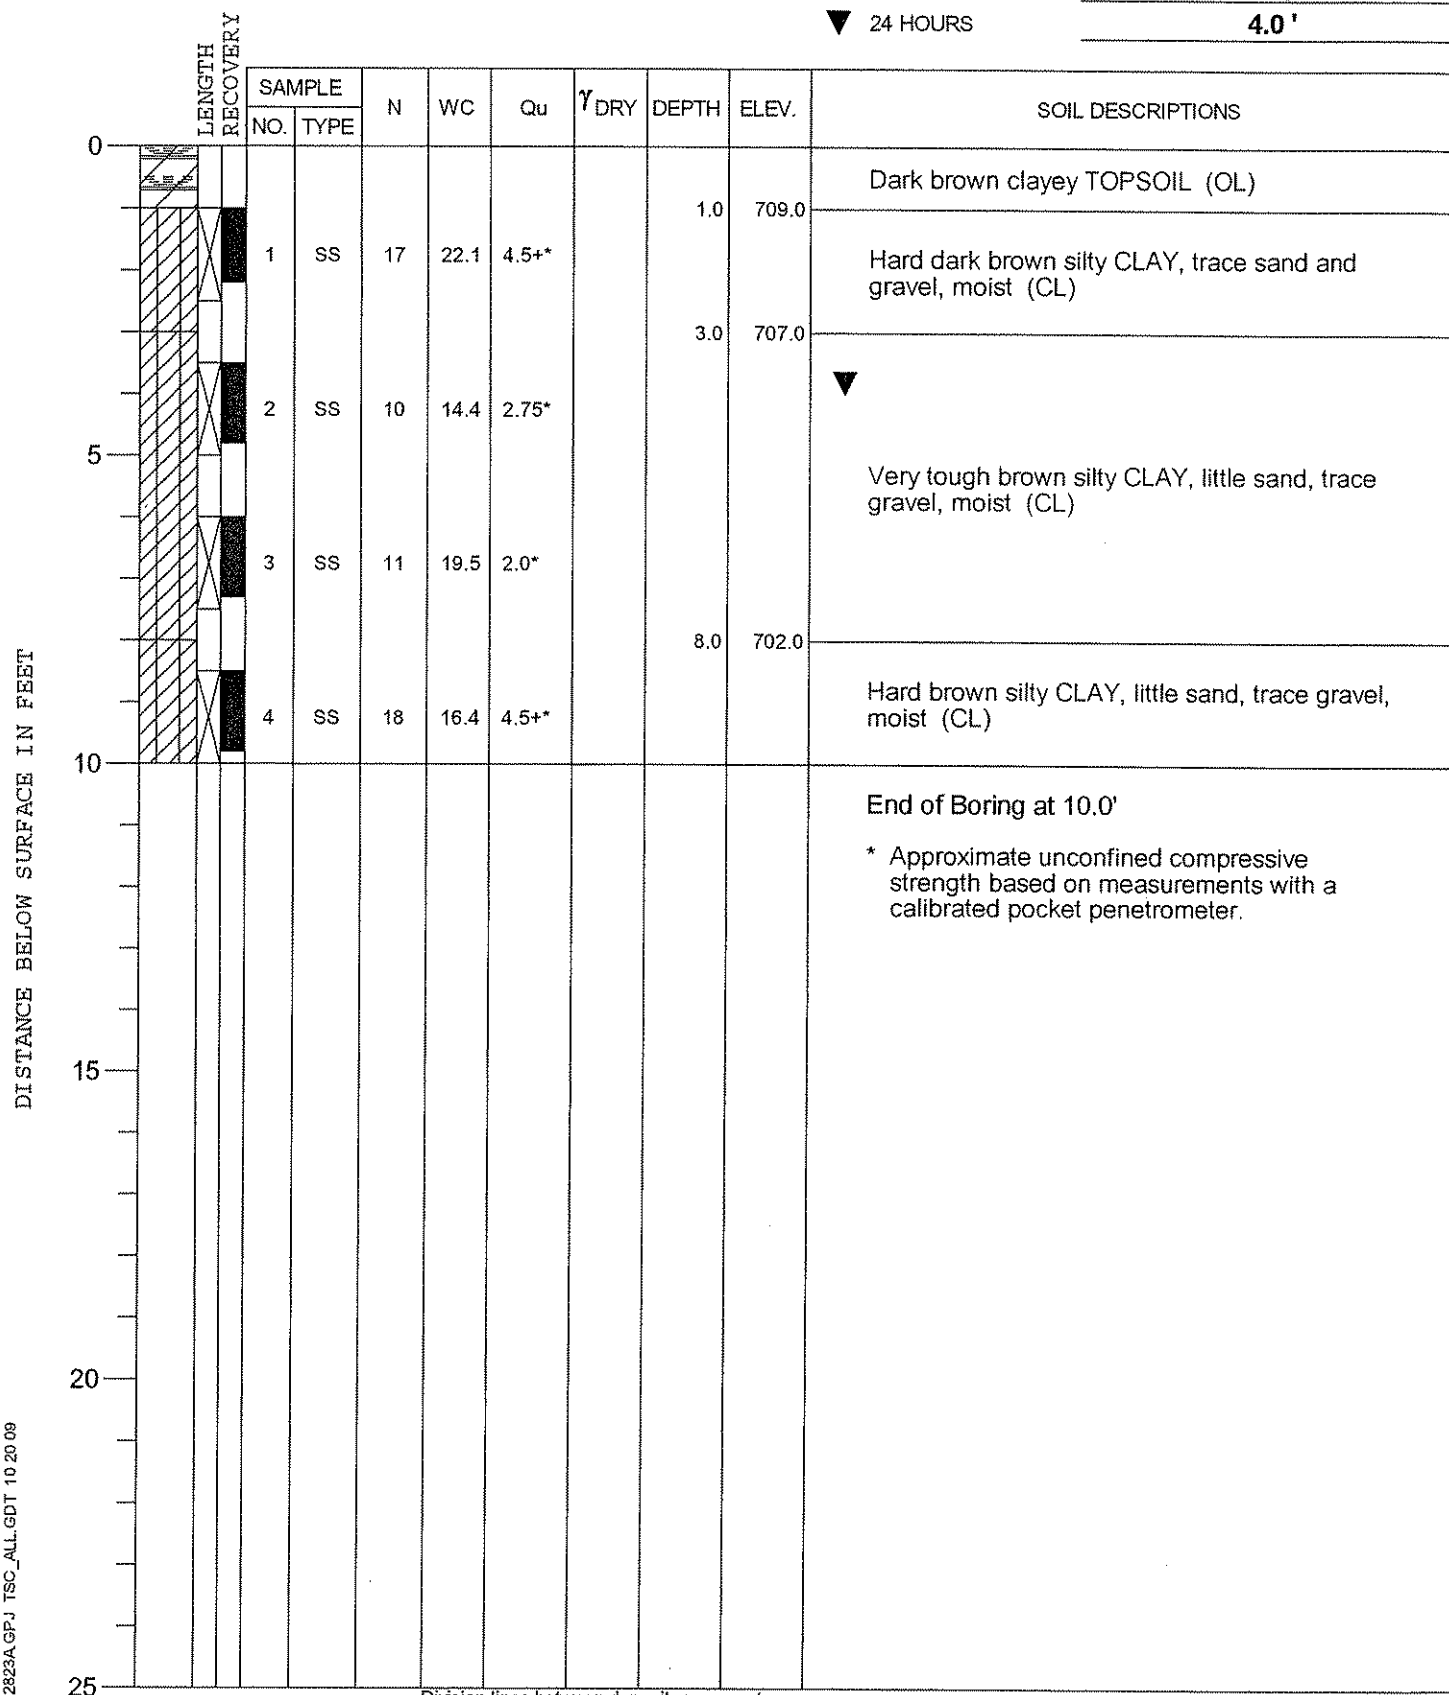 ▼ 24 HOURS 4.0 '
LENGTH
RECOVERY
SAMPLE
NO. TYPE N WC Qu γ DRY DEPTH ELEV. SOIL DESCRIPTIONS
0
Dark brown clayey TOPSOIL (OL)
1.0 709.0
1 SS 17 22.1 4.5+*
Hard dark brown silty CLAY, trace sand and
gravel, moist (CL)
3.0 707.0
▼
2 SS 10 14.4 2.75*
5
Very tough brown silty CLAY, little sand, trace
gravel, moist (CL)
3 SS 11 19.5 2.0*
8.0 702.0
Hard brown silty CLAY, little sand, trace gravel,
moist (CL)
4 SS 18 16.4 4.5+*
10
End of Boring at 10.0'
* Approximate unconfined compressive
strength based on measurements with a
calibrated pocket penetrometer.
15
20
25
DISTANCE BELOW SURFACE IN FEET
2823A.GPJ TSC_ALL.GDT 10 20 09